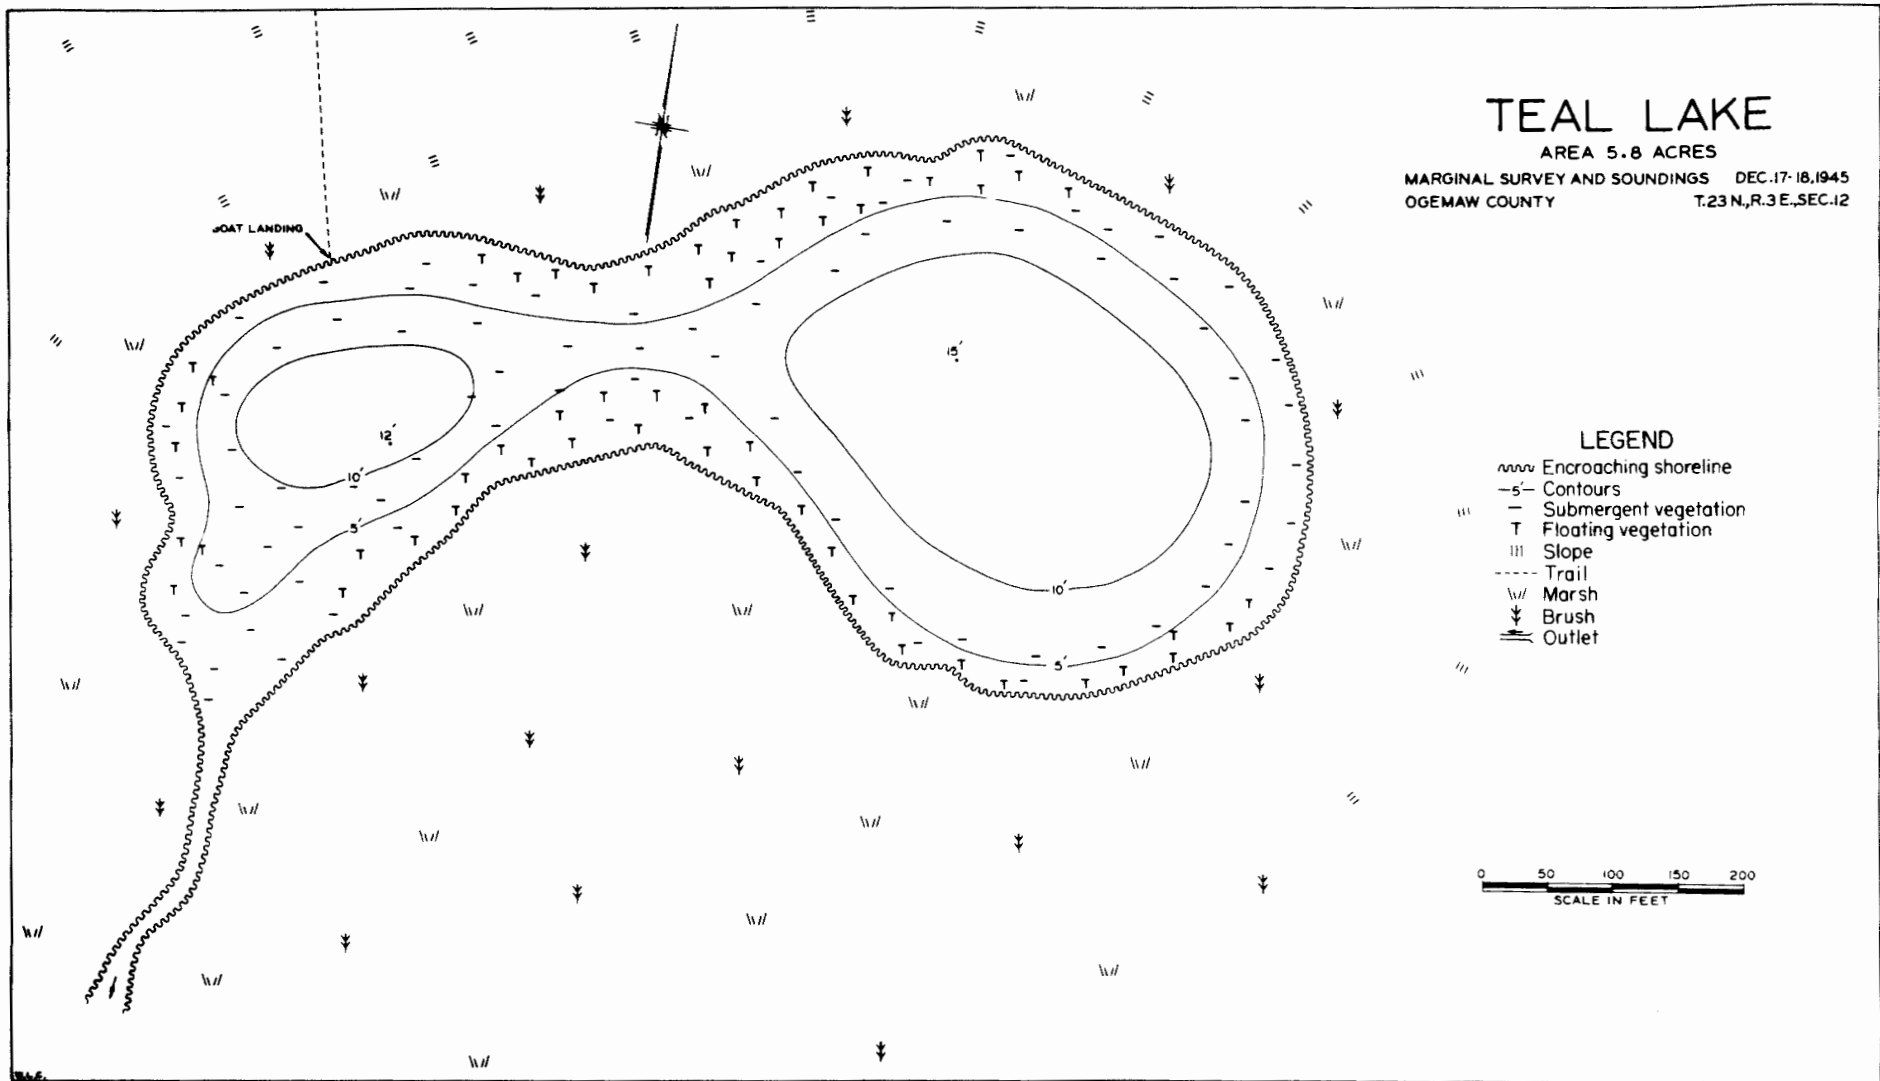 TEAL LAKE
AREA 5.8 ACRES
MARGINAL SURVEY AND SOUNDINGS DEC.17-18,1945
OGEMAW COUNTY T.23 N.,R.3 E.,SEC.12
BOAT LANDING
15'
12'
10'
5'
10'
5'
LEGEND
Encroaching shoreline
5' Contours
Submergent vegetation
T Floating vegetation
Slope
Trail
Marsh
Brush
Outlet
0 50 100 150 200
SCALE IN FEET